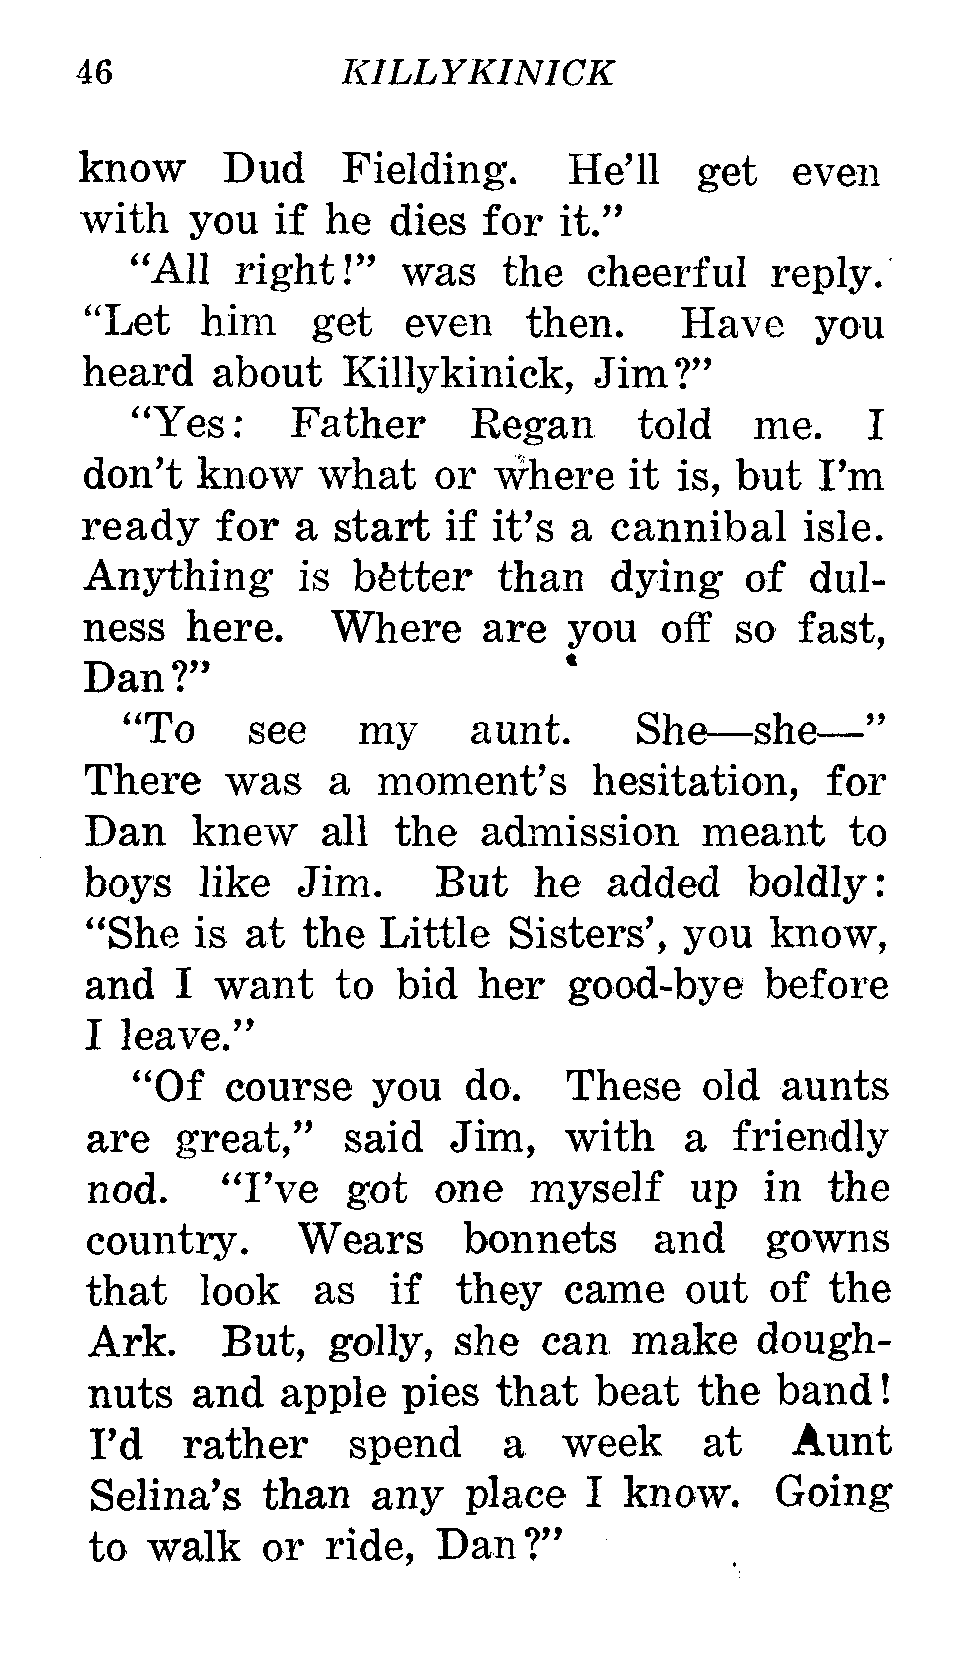 46 KILLYKINICK
know Dud Fielding. He'll get even
with you if he dies for it."
"All right!" was the cheerful reply.
"Let him get even then. Have you
heard about Killykinick, Jim?"
"Yes: Father Regan told me. I
don't know what or where it is, but I'm
ready for a start if it's a cannibal isle.
Anything is better than dying of dul-
ness here. Where are you off so fast,
Dan?"
"To see my aunt. She—she—"
There was a moment's hesitation, for
Dan knew all the admission meant to
boys like Jim. But he added boldly:
"She is at the Little Sisters', you know,
and I want to bid her good-bye before
I leave."
"Of course you do. These old aunts
are great," said Jim, with a friendly
nod. "I've got one myself up in the
country. Wears bonnets and gowns
that look as if they came out of the
Ark. But, golly, she can make dough-
nuts and apple pies that beat the band!
I'd rather spend a week at Aunt
Selina's than any place I know. Going
to walk or ride, Dan?"